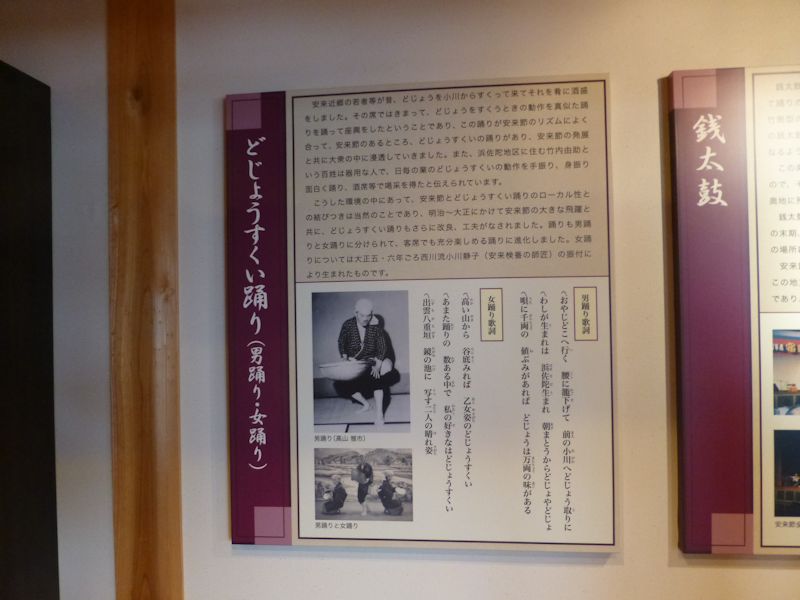 どじょうすくい踊り(男踊り・女踊り)
安来近郷の若者等が昔、どじょうを小川からすくって来てそれを肴に酒盛
をしました。その席ではきまって、どじょうをすくうときの動作を真似た踊
りを踊って座興をしたということであり、この踊りが安来節のリズムによく
合って、安来節のあるところ、どじょうすくいの踊りがあり、安来節の発展
と共に大衆の中に浸透していきました。また、浜佐陀地区に住む竹内由助と
いう百姓は器用な人で、日毎の業のどじょうすくいの動作を手振り、身振り
面白く踊り、酒席等で喝采を得たと伝えられています。
こうした環境の中にあって、安来節とどじょうすくい踊りのローカル性と
の結びつきは当然のことであり、明治〜大正にかけて安来節の大きな飛躍と
共に、どじょうすくい踊りもさらに改良、工夫がなされました。踊りも男踊
りと女踊りに分けられて、客席でも充分楽しめる踊りに進化しました。女踊
りについては大正五・六年ごろ西川流小川静子(安来検番の師匠)の振付に
より生まれたものです。
男踊り歌詞
〽おやじどこへ行く 腰に籠下げて 前の小川へどじょう取りに
〽わしが生まれは 浜佐陀生まれ 朝まとうからどじょやどじょ
〽唄に千両の 値ぶみがあれば どじょうは万両の味がある
女踊り歌詞
〽高い山から 谷底みれば 乙女姿のどじょうすくい
〽あまた踊りの 数ある中で 私の好きなはどじょうすくい
〽出雲八重垣 鏡の池に 写す二人の晴れ姿
男踊り(高山 雅市)
男踊りと女踊り
銭太鼓
銭太鼓